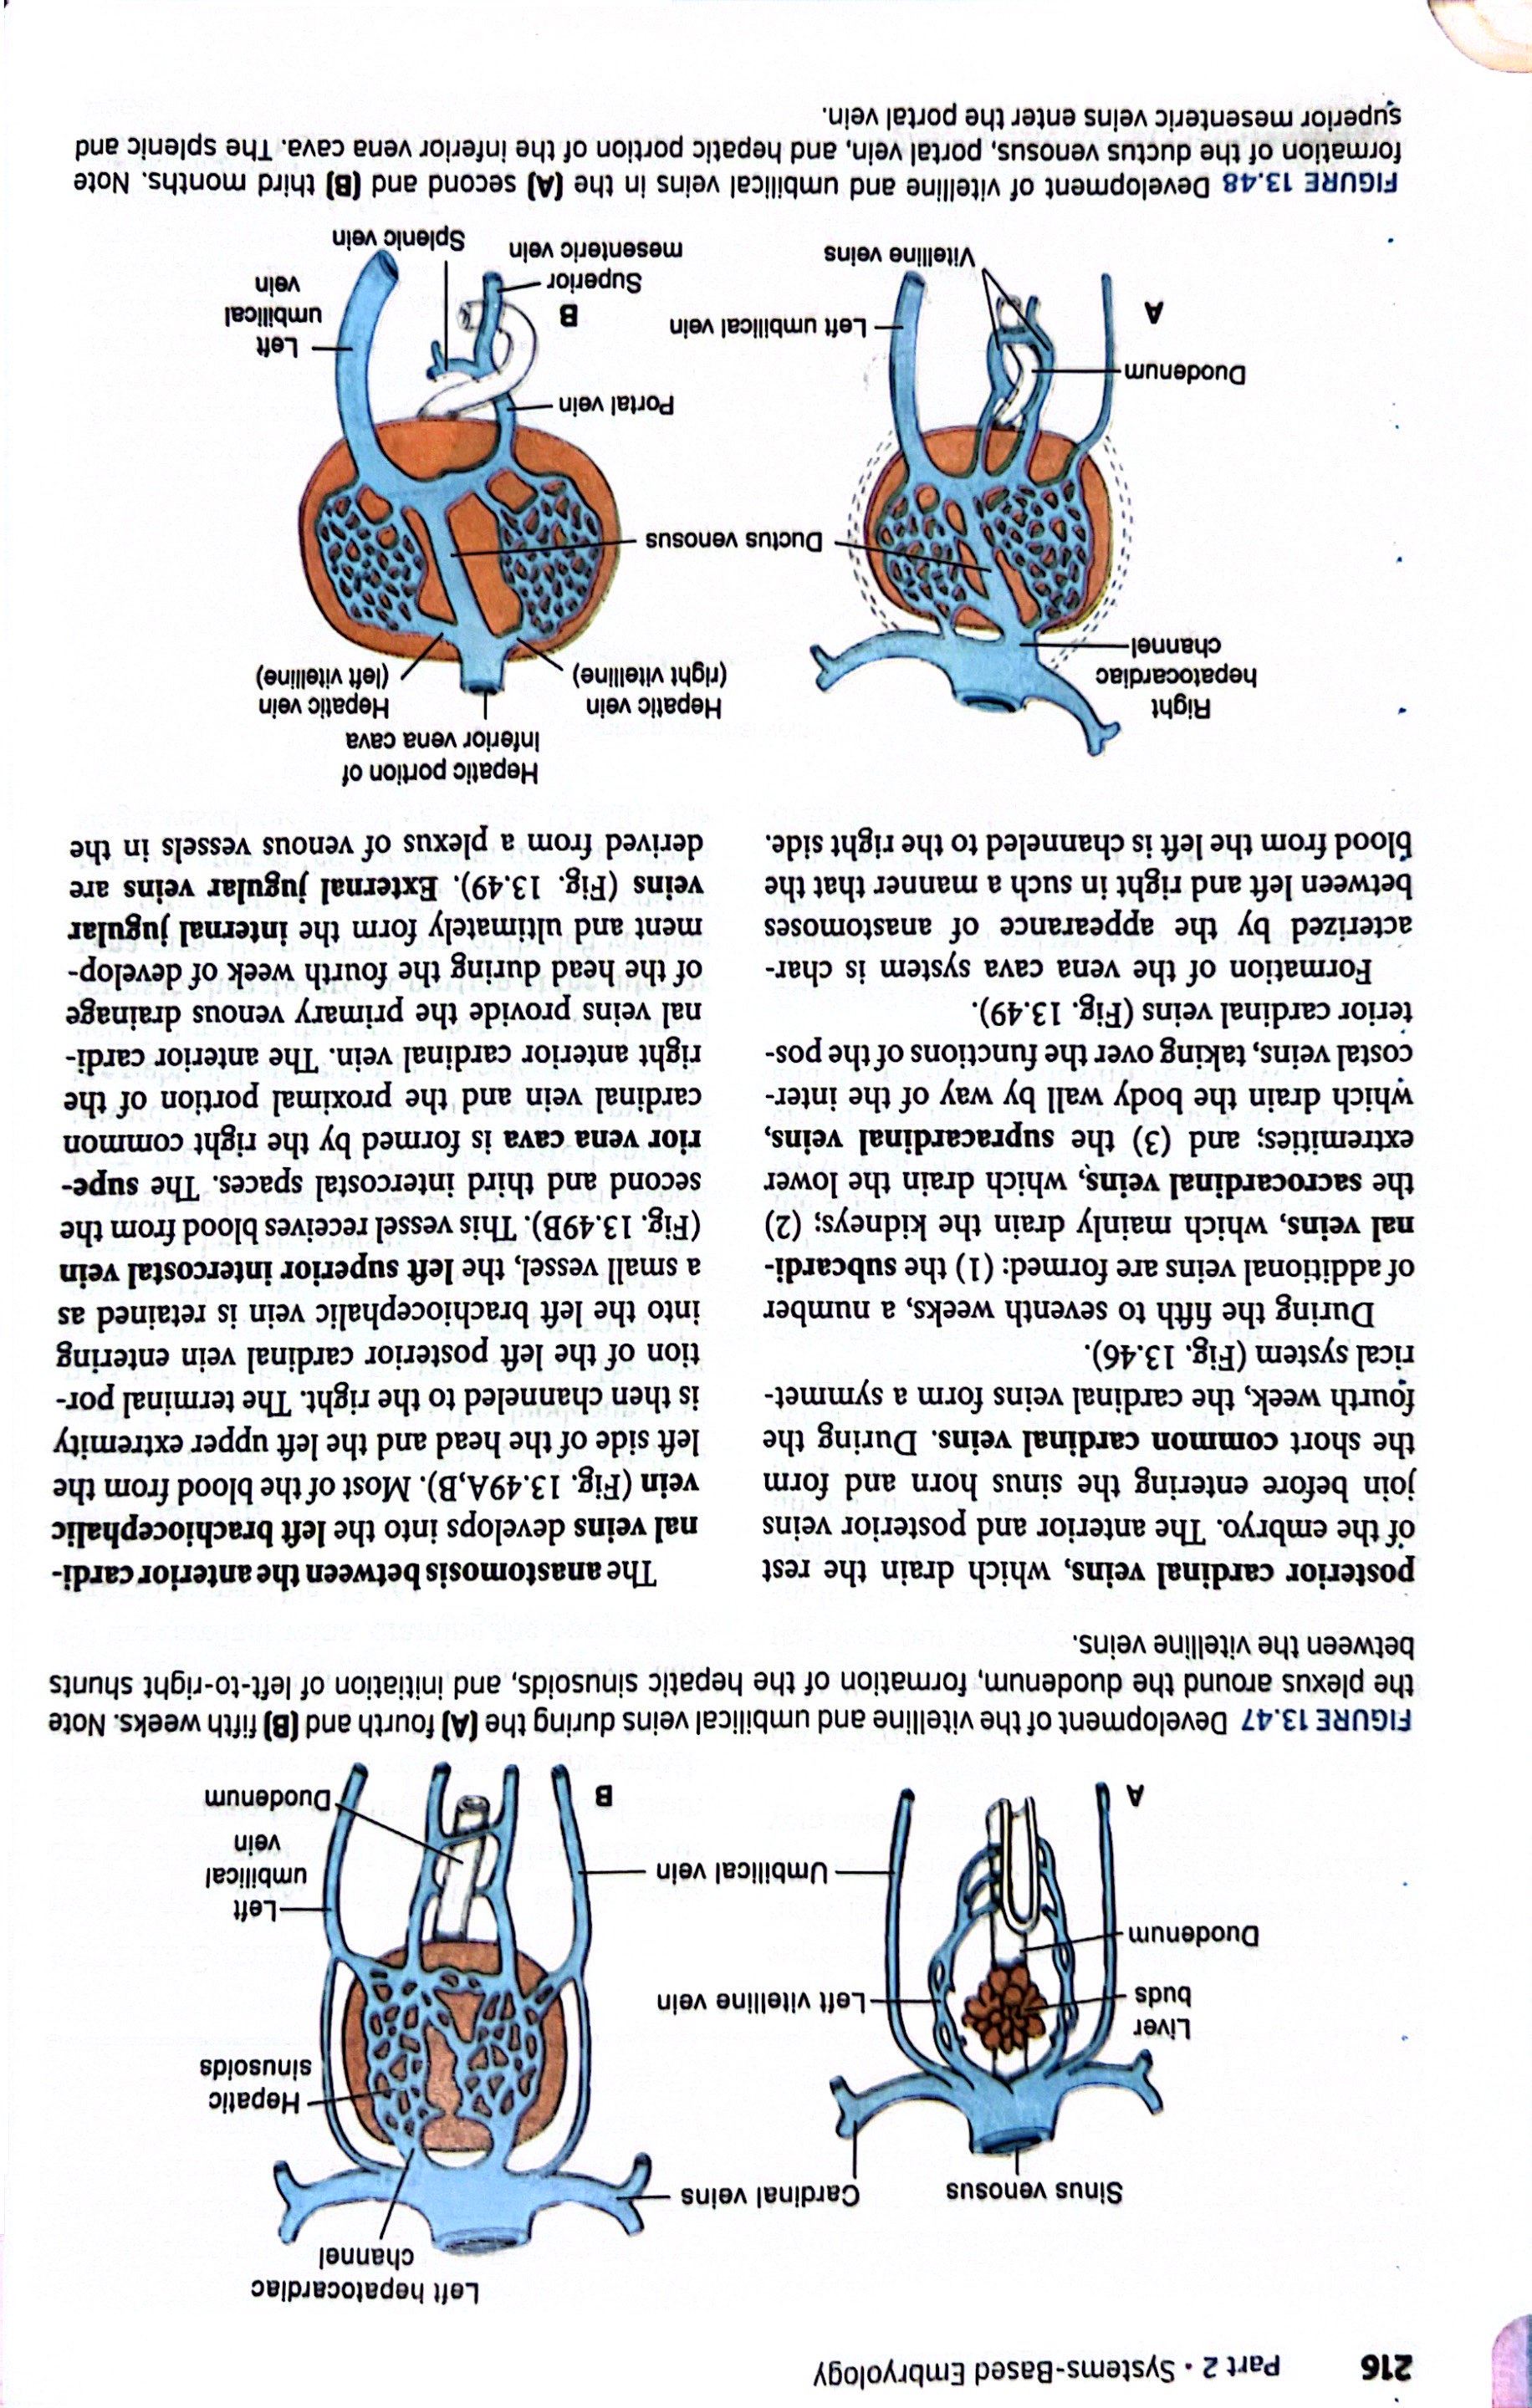 216 Part 2 • Systems-Based Embryology
Left hepatocardiac
channel
Sinus venosus
Cardinal veins
Hepatic
sinusoids
Liver
buds
Left vitelline vein
Duodenum
Left
umbilical
vein
Umbilical vein
Duodenum
A
B
FIGURE 13.47 Development of the vitelline and umbilical veins during the (A) fourth and (B) fifth weeks. Note
the plexus around the duodenum, formation of the hepatic sinusoids, and initiation of left-to-right shunts
between the vitelline veins.
posterior cardinal veins, which drain the rest
of the embryo. The anterior and posterior veins
join before entering the sinus horn and form
the short common cardinal veins. During the
fourth week, the cardinal veins form a symmet-
rical system (Fig. 13.46).
During the fifth to seventh weeks, a number
of additional veins are formed: (1) the subcardi-
nal veins, which mainly drain the kidneys; (2)
the sacrocardinal veins, which drain the lower
extremities; and (3) the supracardinal veins,
which drain the body wall by way of the inter-
costal veins, taking over the functions of the pos-
terior cardinal veins (Fig. 13.49).
Formation of the vena cava system is char-
acterized by the appearance of anastomoses
between left and right in such a manner that the
blood from the left is channeled to the right side.
The anastomosis between the anterior cardi-
nal veins develops into the left brachiocephalic
vein (Fig. 13.49A,B). Most of the blood from the
left side of the head and the left upper extremity
is then channeled to the right. The terminal por-
tion of the left posterior cardinal vein entering
into the left brachiocephalic vein is retained as
a small vessel, the left superior intercostal vein
(Fig. 13.49B). This vessel receives blood from the
second and third intercostal spaces. The supe-
rior vena cava is formed by the right common
cardinal vein and the proximal portion of the
right anterior cardinal vein. The anterior cardi-
nal veins provide the primary venous drainage
of the head during the fourth week of develop-
ment and ultimately form the internal jugular
veins (Fig. 13.49). External jugular veins are
derived from a plexus of venous vessels in the
Hepatic portion of
inferior vena cava
Right
hepatocardiac
channel
Hepatic vein
(right vitelline)
Hepatic vein
(left vitelline)
Ductus venosus
Duodenum
Portal vein
Left umbilical vein
Left
umbilical
vein
A
B
Vitelline veins
Superior
mesenteric vein
Splenic vein
FIGURE 13.48 Development of vitelline and umbilical veins in the (A) second and (B) third months. Note
formation of the ductus venosus, portal vein, and hepatic portion of the inferior vena cava. The splenic and
superior mesenteric veins enter the portal vein.